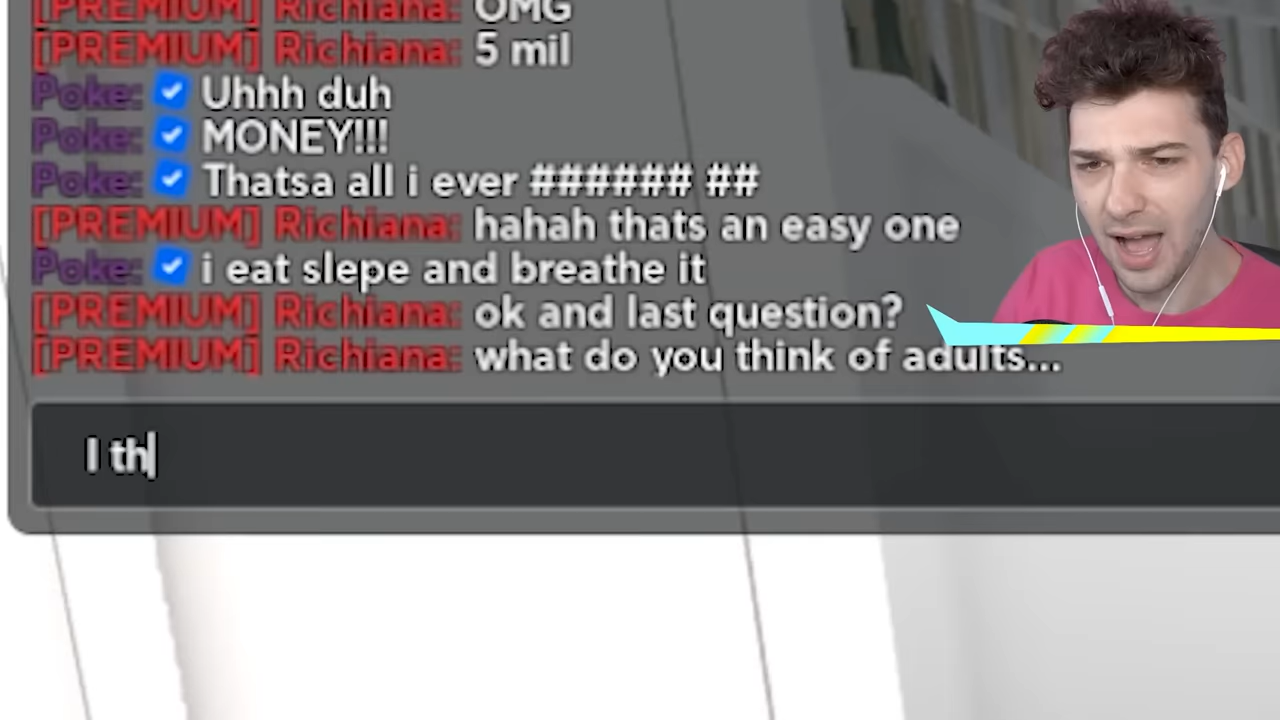 [PREMIUM] Richiana: OMG
[PREMIUM] Richiana: 5 mil
Poke: Uhhh duh
Poke: MONEY!!!
Poke: Thatsa all i ever ###### ##
[PREMIUM] Richiana: hahah thats an easy one
Poke: i eat slepe and breathe it
[PREMIUM] Richiana: ok and last question?
[PREMIUM] Richiana: what do you think of adults...
I th